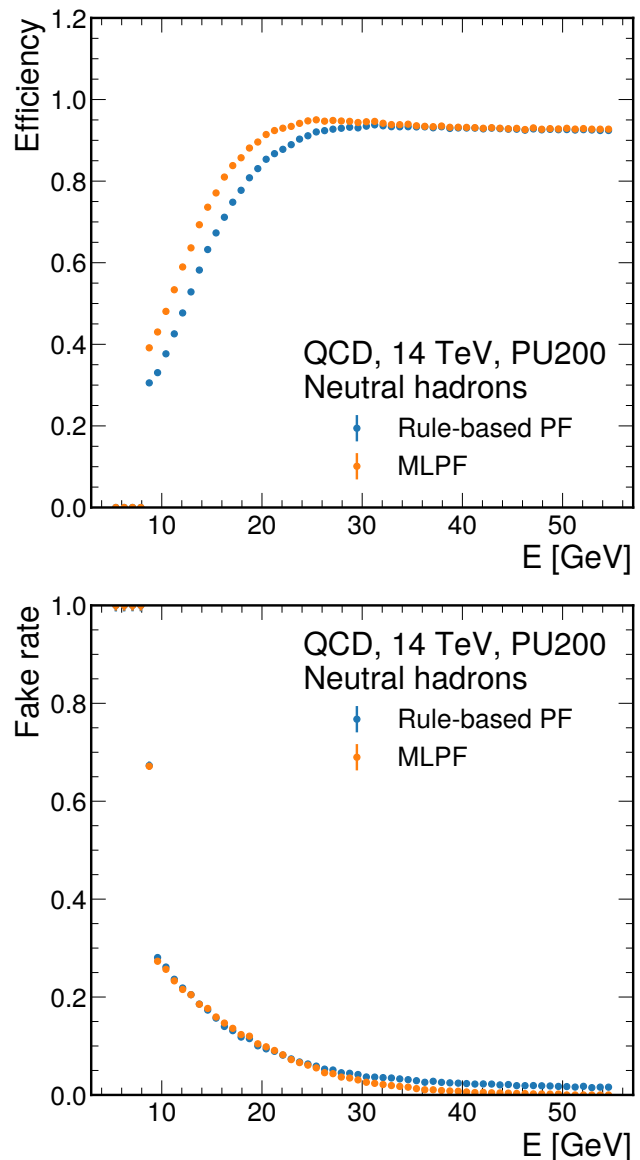 Efficiency
1.2
1.0
0.8
0.6
0.4
0.2
0.0
QCD, 14 TeV, PU200
Neutral hadrons
Rule-based PF
MLPF
10 20 30 40 50
E [GeV]
Fake rate
1.0
0.8
0.6
0.4
0.2
0.0
QCD, 14 TeV, PU200
Neutral hadrons
Rule-based PF
MLPF
10 20 30 40 50
E [GeV]